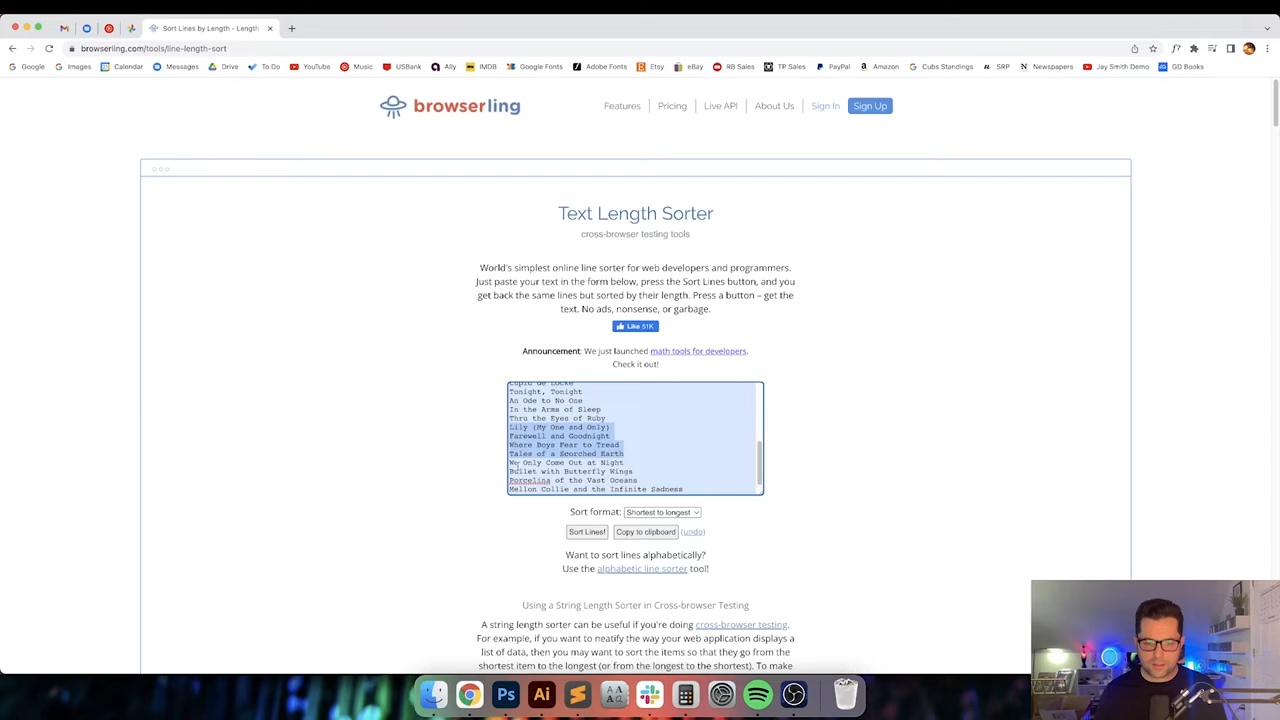 Sort Lines by Length - Length
browserling.com/tools/line-length-sort
Google Images Calendar Messages Drive To Do YouTube Music USBank Ally IMDB Google Fonts Adobe Fonts Etsy eBay RB Sales TP Sales PayPal Amazon Cubs Standings SRP Newspapers Jay Smith Demo GD Books
browserling
Features Pricing Live API About Us Sign In Sign Up
Text Length Sorter
cross-browser testing tools
World's simplest online line sorter for web developers and programmers.
Just paste your text in the form below, press the Sort Lines button, and you
get back the same lines but sorted by their length. Press a button – get the
text. No ads, nonsense, or garbage.
Like 51K
Announcement: We just launched math tools for developers.
Check it out!
Cupid de Locke
Tonight, Tonight
An Ode to No One
In the Arms of Sleep
Thru the Eyes of Ruby
Lily (My One and Only)
Farewell and Goodnight
Where Boys Fear to Tread
Tales of a Scorched Earth
We Only Come Out at Night
Bullet with Butterfly Wings
Porcelina of the Vast Oceans
Mellon Collie and the Infinite Sadness
Sort format: Shortest to longest
Sort Lines! Copy to clipboard (undo)
Want to sort lines alphabetically?
Use the alphabetic line sorter tool!
Using a String Length Sorter in Cross-browser Testing
A string length sorter can be useful if you're doing cross-browser testing.
For example, if you want to neatify the way your web application displays a
list of data, then you may want to sort the items so that they go from the
shortest item to the longest (or from the longest to the shortest). To make
Ps Ai